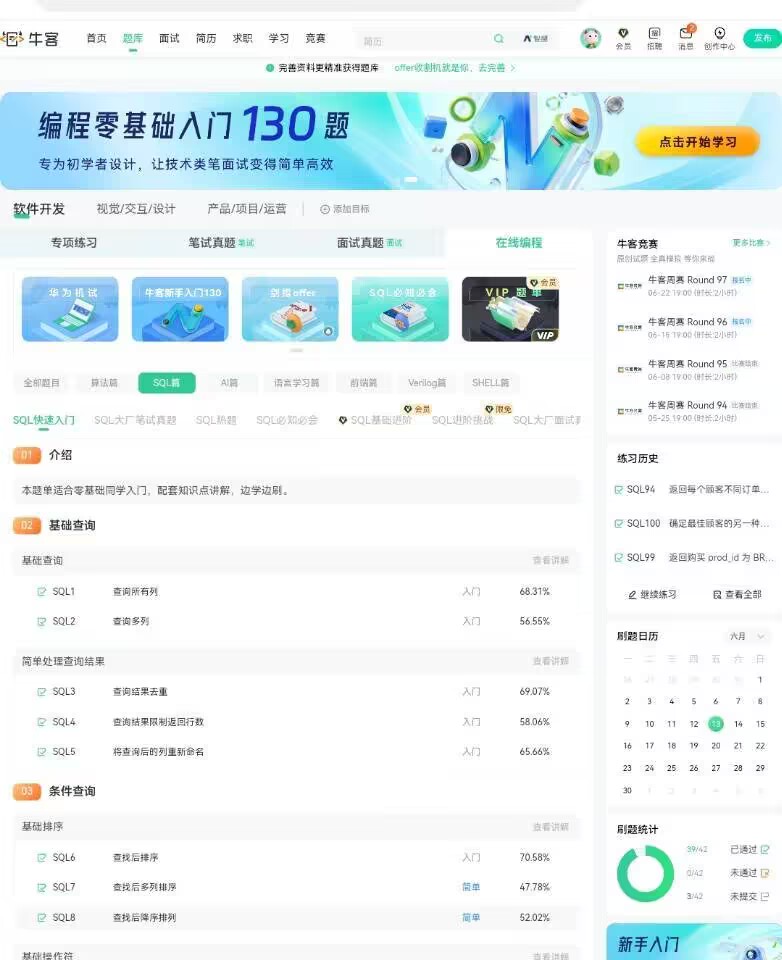 牛客 首页 题库 面试 简历 求职 学习 竞赛 简历 会员 招聘 消息 2 创作中心 发布
完善资料更精准获得题库 offer收割机就是你，去完善 >
编程零基础入门130题
专为初学者设计，让技术类笔面试变得简单高效
点击开始学习
软件开发 视觉/交互/设计 产品/项目/运营 添加目标
专项练习 笔试真题 笔试 面试真题 面试 在线编程
华为机试 牛客新手入门130 剑指offer SQL必知必会 VIP 题单 会员 VIP
全部题目 算法篇 SQL篇 AI篇 语言学习篇 前端篇 Verilog篇 SHELL篇
SQL快速入门 SQL大厂笔试真题 SQL热题 SQL必知必会 SQL基础进阶 会员 SQL进阶挑战 限免 SQL大厂面试
01 介绍
本题单适合零基础同学入门，配套知识点讲解，边学边刷。
02 基础查询
基础查询 查看讲解
SQL1 查询所有列 入门 68.31%
SQL2 查询多列 入门 56.55%
简单处理查询结果 查看讲解
SQL3 查询结果去重 入门 69.07%
SQL4 查询结果限制返回行数 入门 58.06%
SQL5 将查询后的列重新命名 入门 65.66%
03 条件查询
基础排序 查看讲解
SQL6 查找后排序 入门 70.58%
SQL7 查找后多列排序 简单 47.78%
SQL8 查找后降序排列 简单 52.02%
基础操作符 查看讲解
牛客竞赛 更多比赛 >
原创试题 全真模拟 等你来战
牛客周赛 Round 97 报名中
06-22 19:00 (时长:2小时)
牛客周赛 Round 96 报名中
06-15 19:00 (时长:2小时)
牛客周赛 Round 95 比赛结束
06-08 19:00 (时长:2小时)
牛客周赛 Round 94 比赛结束
05-25 19:00 (时长:2小时)
练习历史
SQL94 返回每个顾客不同订单...
SQL100 确定最佳顾客的另一种...
SQL99 返回购买 prod_id 为 BR...
继续练习 查看全部
刷题日历 六月
一 二 三 四 五 六 日
26 27 28 29 30 31 1
2 3 4 5 6 7 8
9 10 11 12 13 14 15
16 17 18 19 20 21 22
23 24 25 26 27 28 29
30 1 2 3 4 5 6
刷题统计
39/42 已通过
0/42 未通过
3/42 未提交
新手入门